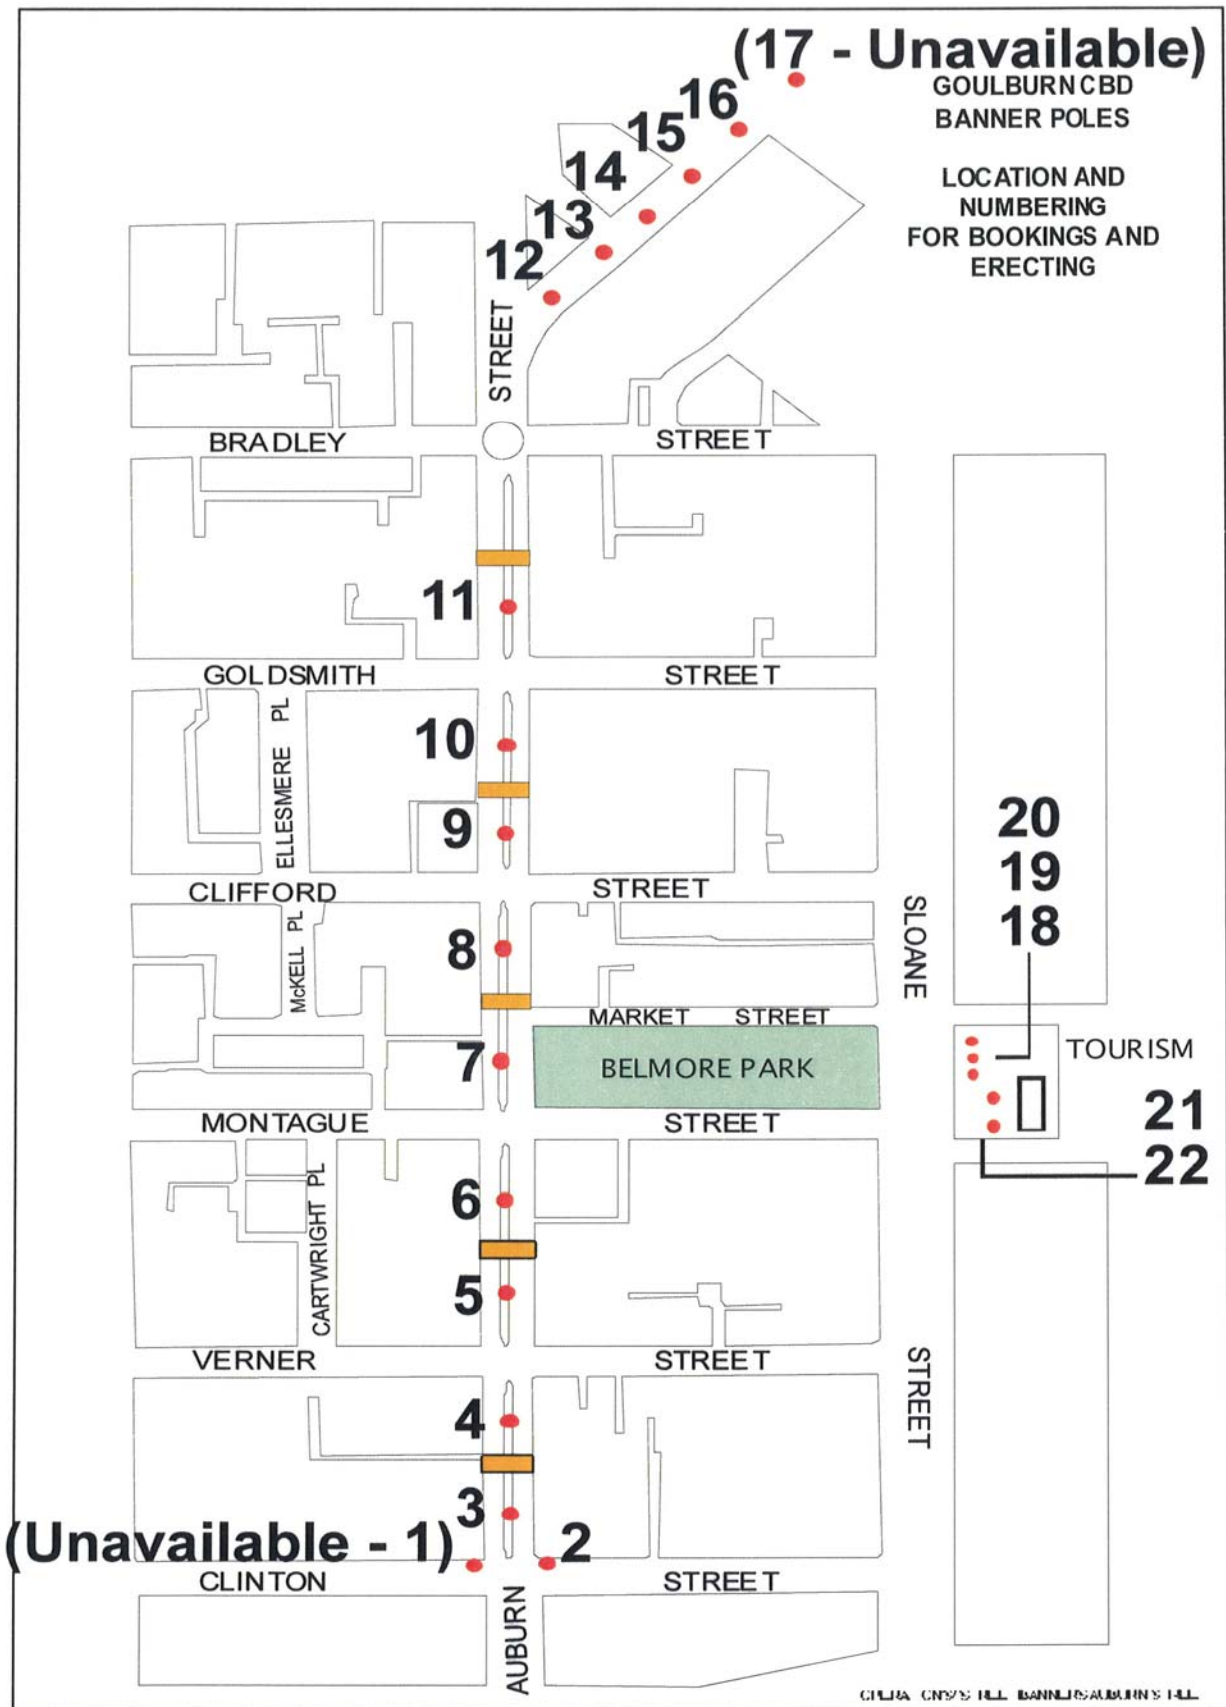 (17 - Unavailable)
GOULBURN CBD
BANNER POLES
LOCATION AND
NUMBERING
FOR BOOKINGS AND
ERECTING
16
15
14
13
12
STREET
BRADLEY STREET
11
GOLDSMITH STREET
ELLESMERE PL
10
9
CLIFFORD STREET
McKELL PL
8
SLOANE
20
19
18
MARKET STREET
7
BELMORE PARK
TOURISM
MONTAGUE STREET
21
22
CARTWRIGHT PL
6
5
VERNER STREET
STREET
4
3
(Unavailable - 1)
2
CLINTON STREET
AUBURN